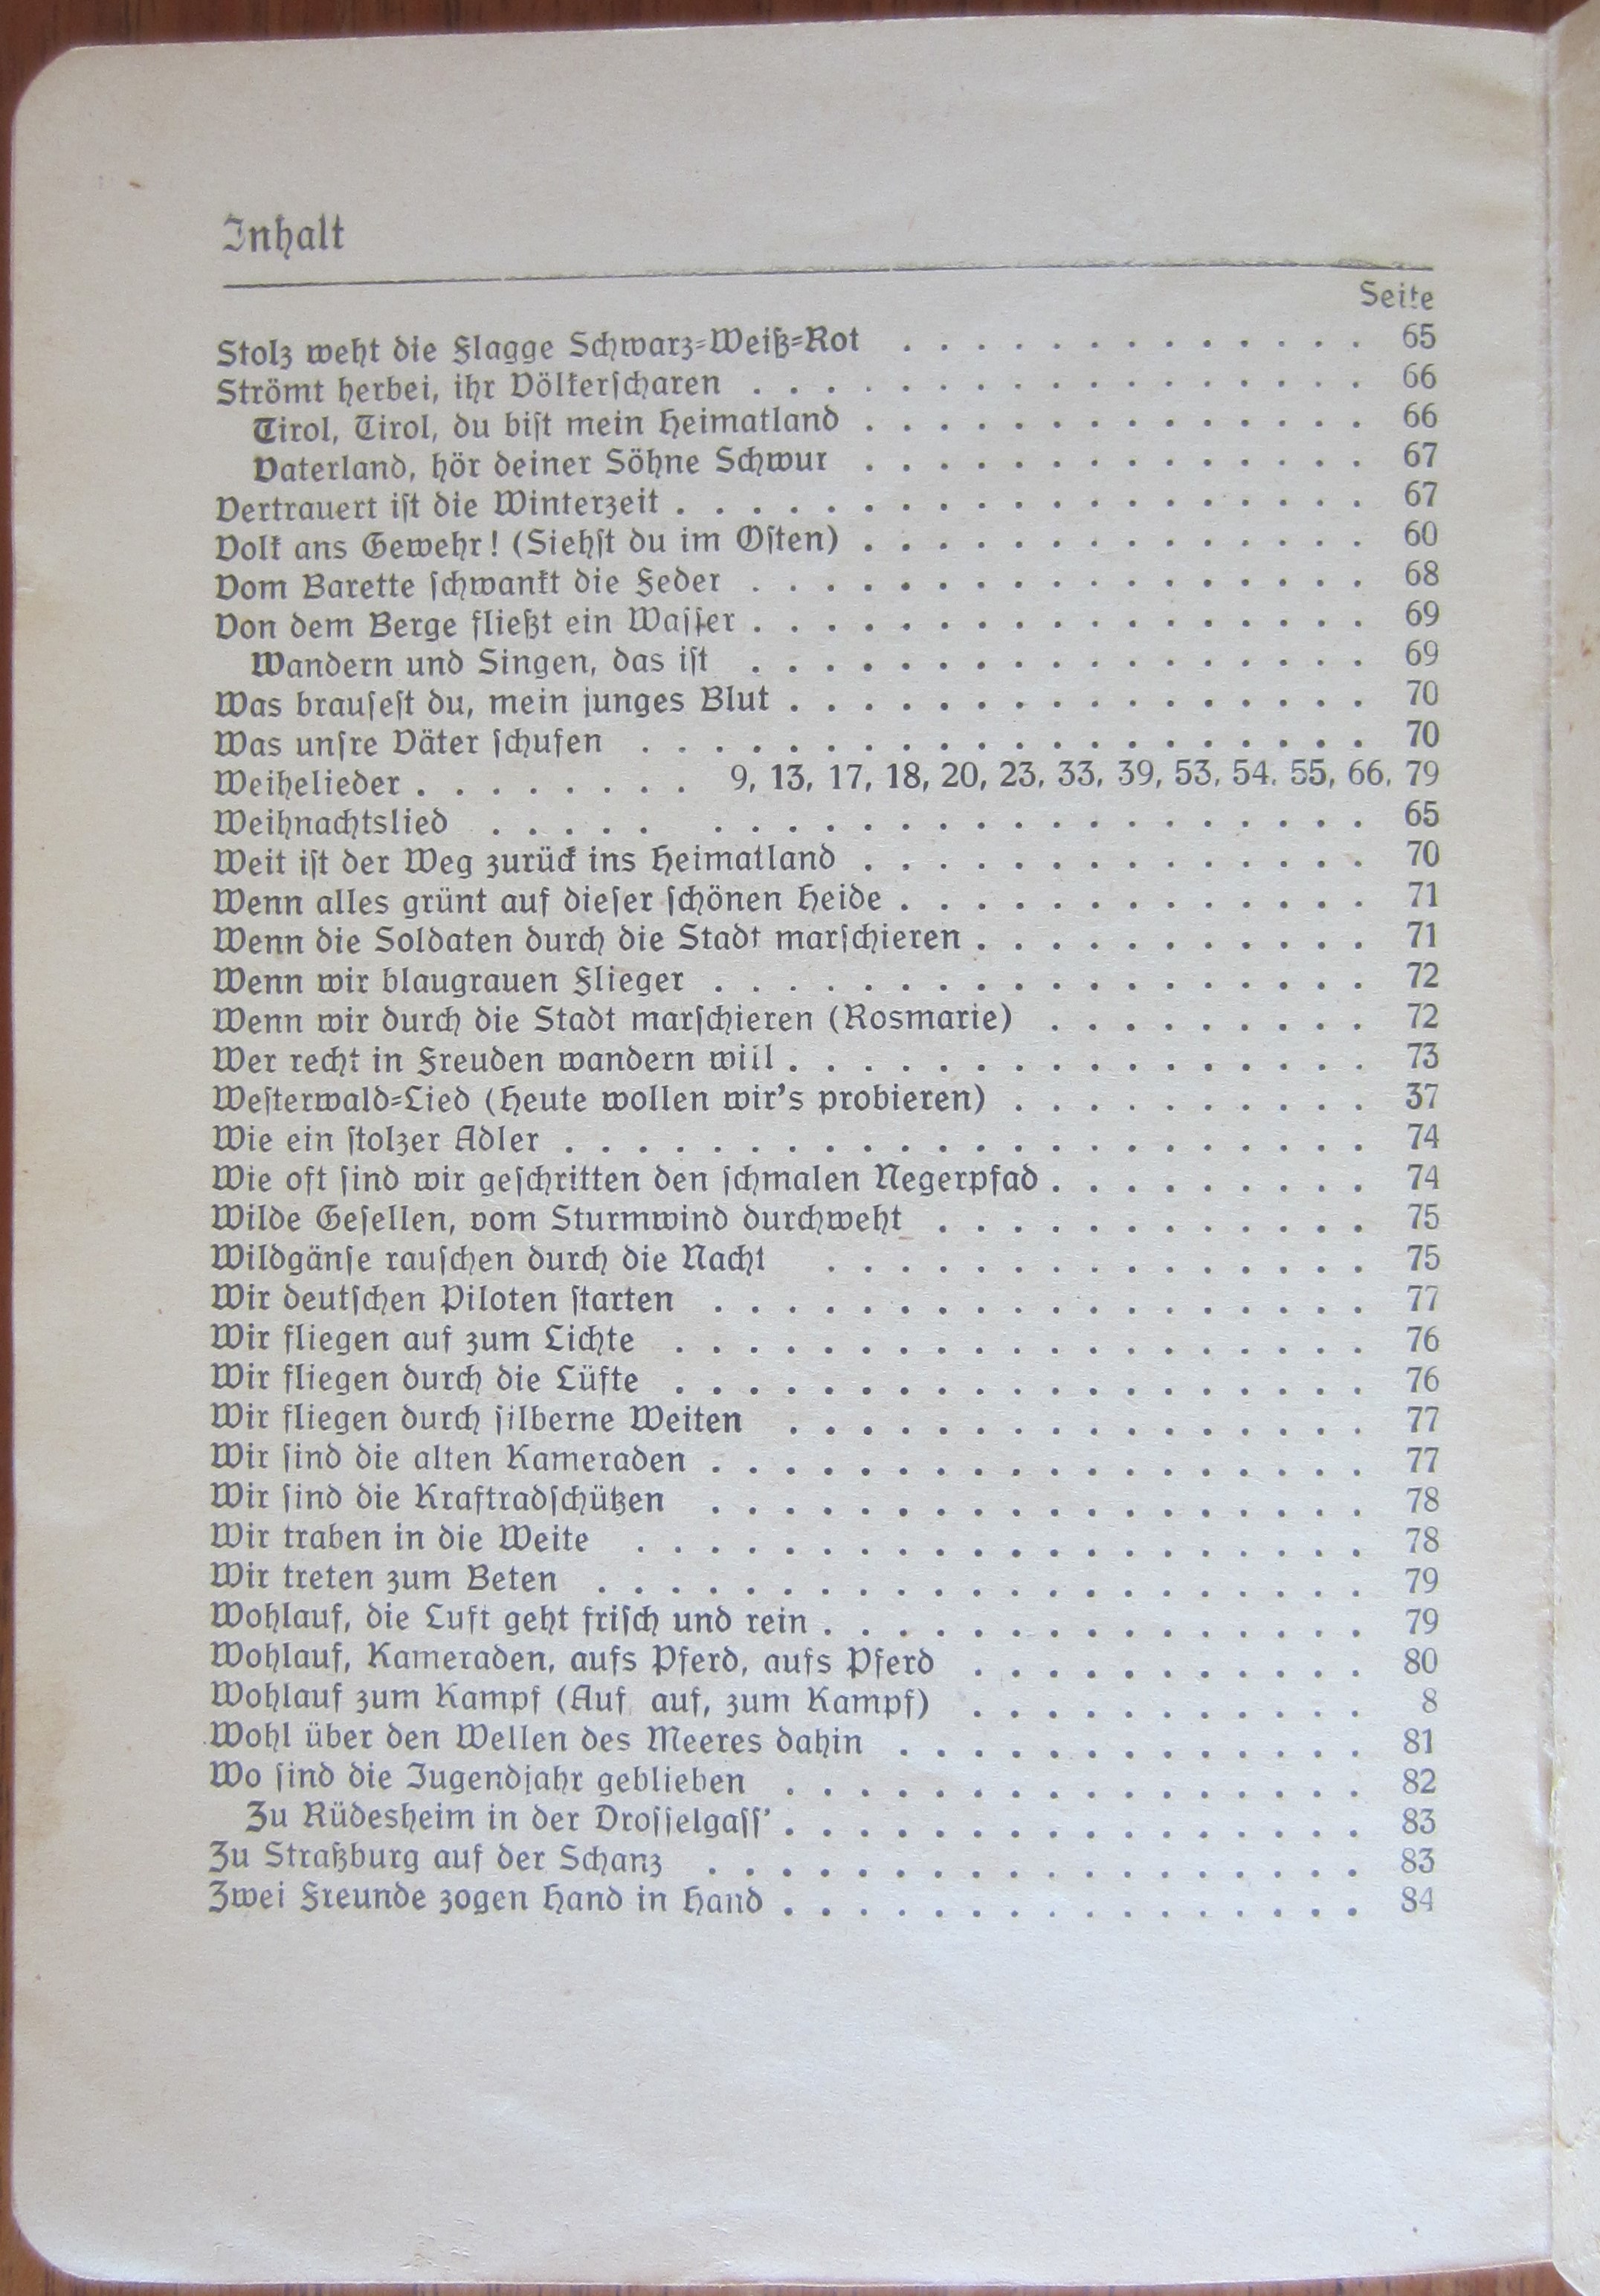 Inhalt
Seite
Stolz weht die Flagge Schwarz-Weiß-Rot . . . . . . . . . . . . . 65
Strömt herbei, ihr Völkerscharen . . . . . . . . . . . . . . . . . 66
Tirol, Tirol, du bist mein Heimatland . . . . . . . . . . . . . . 66
Vaterland, hör deiner Söhne Schwur . . . . . . . . . . . . . . 67
Vertrauert ist die Winterzeit . . . . . . . . . . . . . . . . . . . 67
Volk ans Gewehr! (Siehst du im Osten) . . . . . . . . . . . . . . 60
Vom Barette schwankt die Feder . . . . . . . . . . . . . . . . . 68
Von dem Berge fließt ein Wasser . . . . . . . . . . . . . . . . . 69
Wandern und Singen, das ist . . . . . . . . . . . . . . . . . 69
Was brausest du, mein junges Blut . . . . . . . . . . . . . . . . 70
Was unsre Väter schufen . . . . . . . . . . . . . . . . . . . . 70
Weihelieder . . . . . . . . 9, 13, 17, 18, 20, 23, 33, 39, 53, 54, 55, 66, 79
Weihnachtslied . . . . . . . . . . . . . . . . . . . . . . . 65
Weit ist der Weg zurück ins Heimatland . . . . . . . . . . . . . . 70
Wenn alles grünt auf dieser schönen Heide . . . . . . . . . . . . . 71
Wenn die Soldaten durch die Stadt marschieren . . . . . . . . . . . 71
Wenn wir blaugrauen Flieger . . . . . . . . . . . . . . . . . . 72
Wenn wir durch die Stadt marschieren (Rosmarie) . . . . . . . . . 72
Wer recht in Freuden wandern will . . . . . . . . . . . . . . . . 73
Westerwald-Lied (Heute wollen wir's probieren) . . . . . . . . . . 37
Wie ein stolzer Adler . . . . . . . . . . . . . . . . . . . . . . 74
Wie oft sind wir geschritten den schmalen Negerpfad . . . . . . . . . 74
Wilde Gesellen, vom Sturmwind durchweht . . . . . . . . . . . . 75
Wildgänse rauschen durch die Nacht . . . . . . . . . . . . . . . 75
Wir deutschen Piloten starten . . . . . . . . . . . . . . . . . . 77
Wir fliegen auf zum Lichte . . . . . . . . . . . . . . . . . . . 76
Wir fliegen durch die Lüfte . . . . . . . . . . . . . . . . . . . 76
Wir fliegen durch silberne Weiten . . . . . . . . . . . . . . . . 77
Wir sind die alten Kameraden . . . . . . . . . . . . . . . . . . 77
Wir sind die Kraftradschützen . . . . . . . . . . . . . . . . . . 78
Wir traben in die Weite . . . . . . . . . . . . . . . . . . . . 78
Wir treten zum Beten . . . . . . . . . . . . . . . . . . . . . 79
Wohlauf, die Luft geht frisch und rein . . . . . . . . . . . . . . . 79
Wohlauf, Kameraden, aufs Pferd, aufs Pferd . . . . . . . . . . . 80
Wohlauf zum Kampf (Auf, auf, zum Kampf) . . . . . . . . . . . 8
Wohl über den Wellen des Meeres dahin . . . . . . . . . . . . . 81
Wo sind die Jugendjahr geblieben . . . . . . . . . . . . . . . . 82
Zu Rüdesheim in der Drosselgass' . . . . . . . . . . . . . . . . 83
Zu Straßburg auf der Schanz . . . . . . . . . . . . . . . . . . 83
Zwei Freunde zogen Hand in Hand . . . . . . . . . . . . . . . . 84